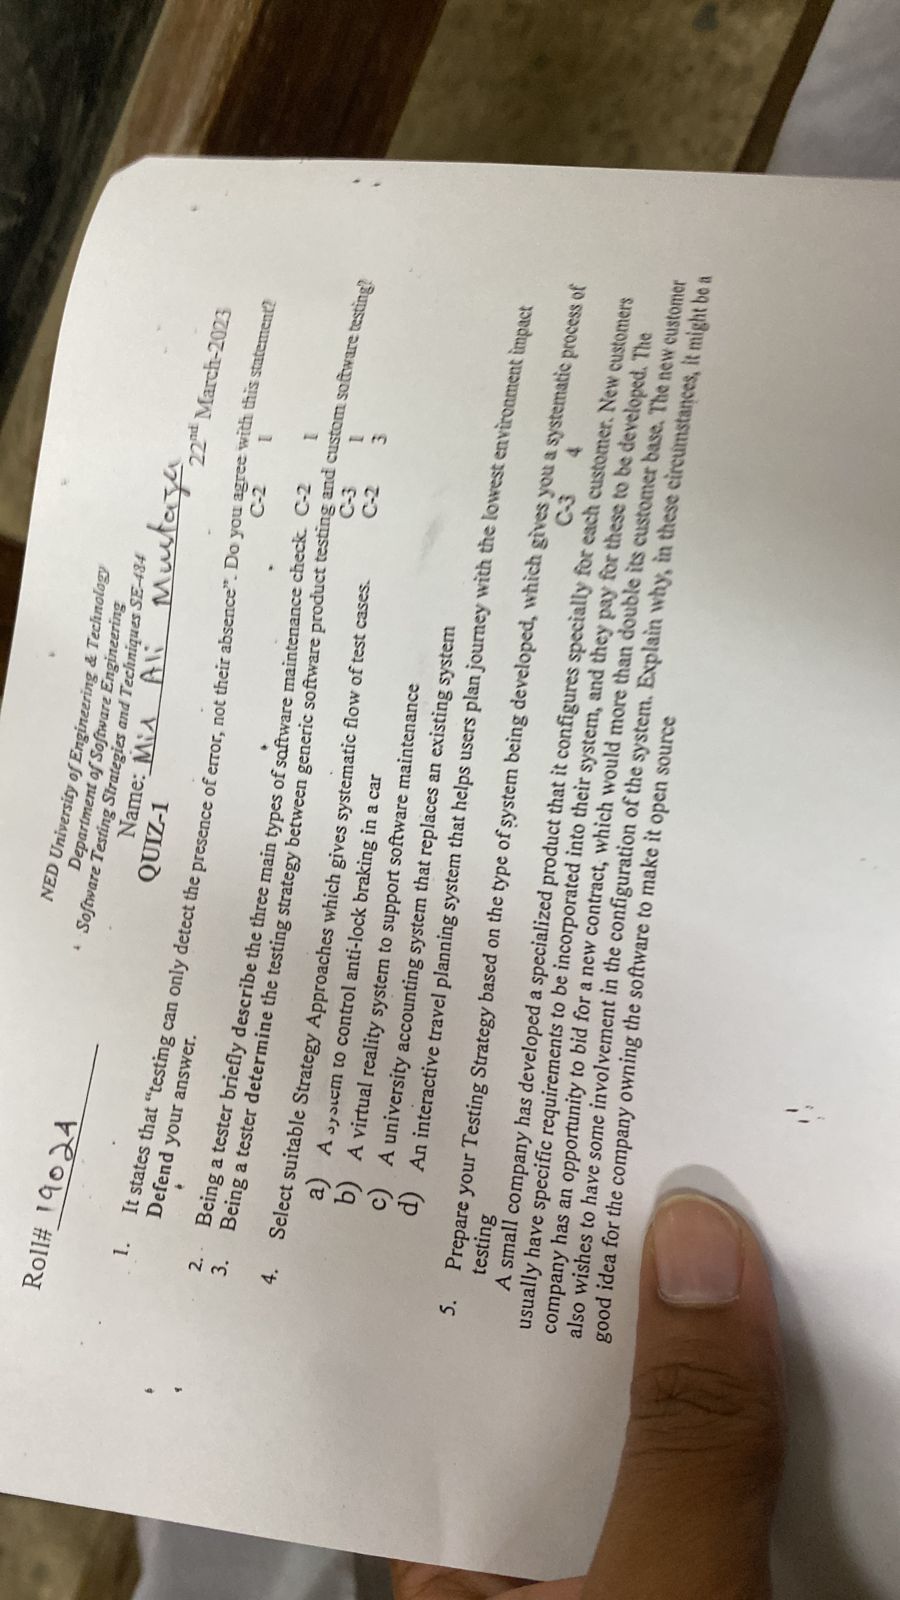 Roll# 19024
NED University of Engineering & Technology
Department of Software Engineering
Software Testing Strategies and Techniques SE-484
Name: Mir Ali Murtaza
QUIZ-1
22nd March-2023
1. It states that “testing can only detect the presence of error, not their absence”. Do you agree with this statement?
Defend your answer. C-2 1
2. Being a tester briefly describe the three main types of software maintenance check. C-2 1
3. Being a tester determine the testing strategy between generic software product testing and custom software testing?
C-3 1
4. Select suitable Strategy Approaches which gives systematic flow of test cases. C-2 3
a) A system to control anti-lock braking in a car
b) A virtual reality system to support software maintenance
c) A university accounting system that replaces an existing system
d) An interactive travel planning system that helps users plan journey with the lowest environment impact
5. Prepare your Testing Strategy based on the type of system being developed, which gives you a systematic process of
testing C-3 4
A small company has developed a specialized product that it configures specially for each customer. New customers
usually have specific requirements to be incorporated into their system, and they pay for these to be developed. The
company has an opportunity to bid for a new contract, which would more than double its customer base. The new customer
also wishes to have some involvement in the configuration of the system. Explain why, in these circumstances, it might be a
good idea for the company owning the software to make it open source